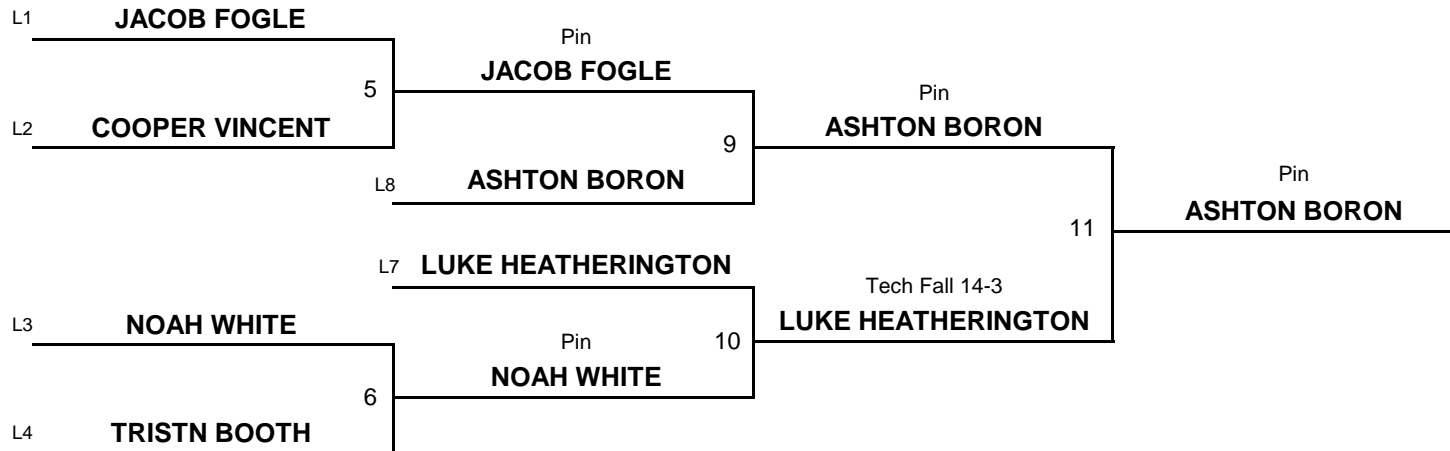 L1 JACOB FOGLE
Pin
5 JACOB FOGLE
Pin
L2 COOPER VINCENT ASHTON BORON
9
L8 ASHTON BORON
Pin
ASHTON BORON
11
L7 LUKE HEATHERINGTON
Tech Fall 14-3
L3 NOAH WHITE LUKE HEATHERINGTON
Pin 10
NOAH WHITE
6
L4 TRISTN BOOTH